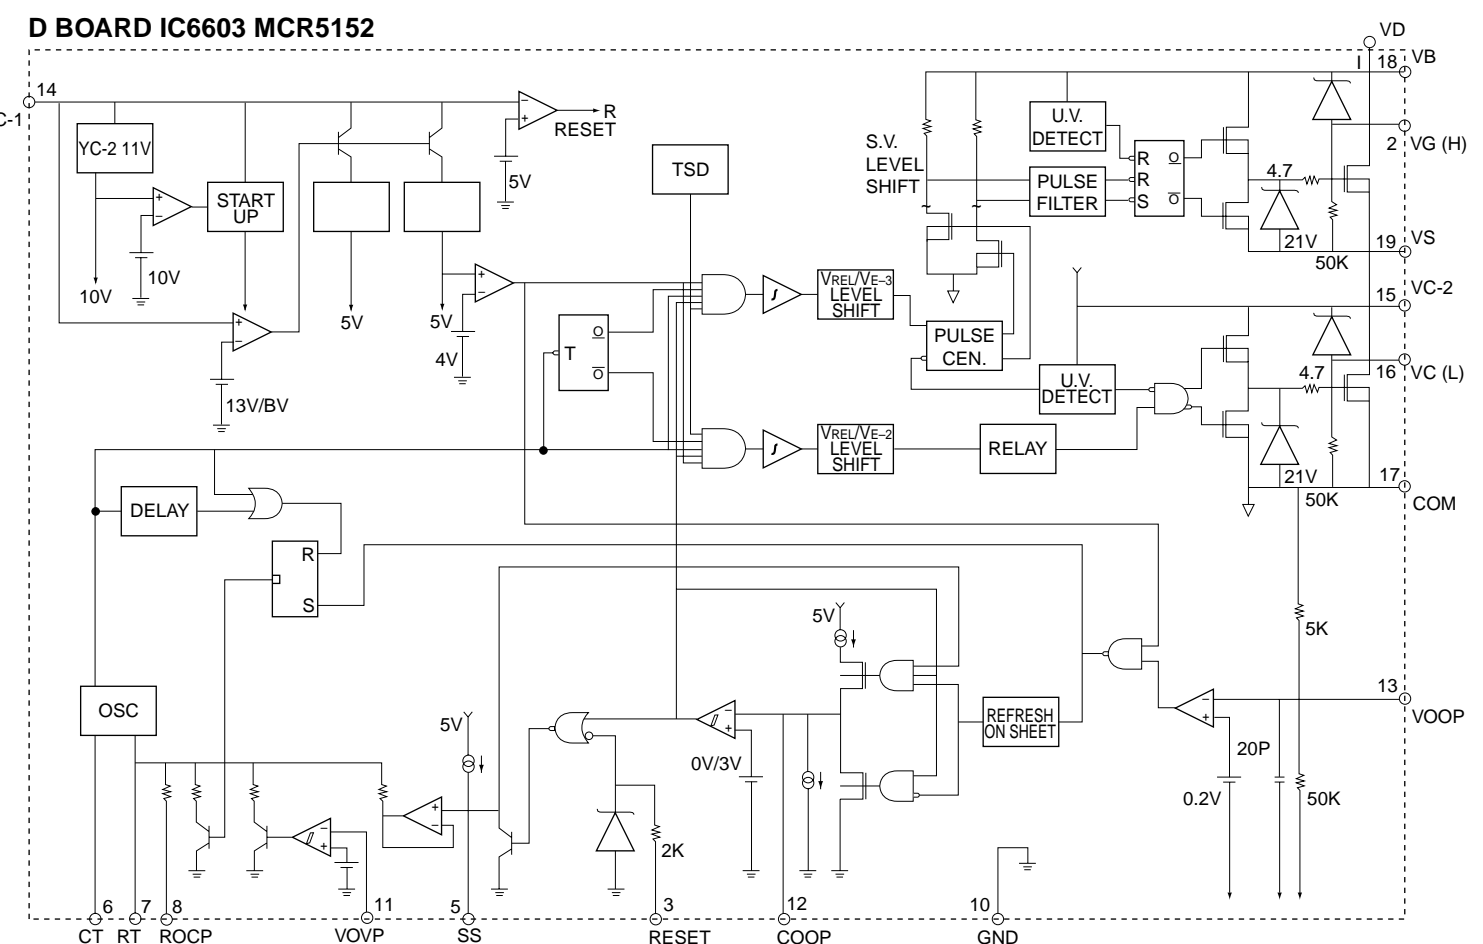 D BOARD IC6603 MCR5152
VD
I
18
VB
14
C-1
YC-2 11V
START
UP
10V
10V
5V
5V
5V
4V
13V/BV
R
RESET
TSD
T
O
O
S.V.
LEVEL
SHIFT
U.V.
DETECT
PULSE
FILTER
R
R
S
O
O
4.7
21V
50K
2
VG (H)
VS
19
VC-2
15
VREL/VE–3
LEVEL
SHIFT
PULSE
CEN.
U.V.
DETECT
4.7
16
VC (L)
VREL/VE–2
LEVEL
SHIFT
RELAY
21V
50K
17
COM
DELAY
R
S
OSC
5V
5V
0V/3V
2K
REFRESH
ON SHEET
5K
13
VOOP
20P
0.2V
50K
6
7
8
11
5
3
12
10
CT
RT
ROCP
VOVP
SS
RESET
COOP
GND